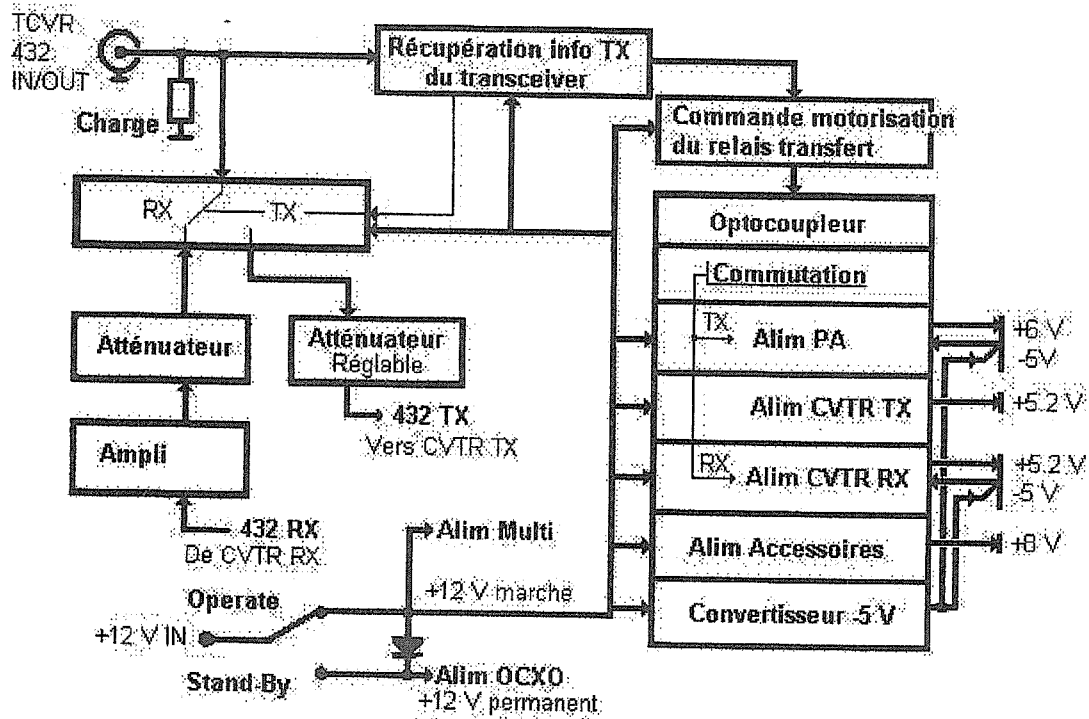 TCVR
432
IN/OUT
Charge
Récupération info TX
du transceiver
Commande motorisation
du relais transfert
RX
TX
Optocoupleur
Commutation
TX
Alim PA
+6 V
-5V
Atténuateur
Atténuateur
Réglable
Alim CVTR TX
+5.2 V
432 TX
Vers CVTR TX
Ampli
RX
Alim CVTR RX
+5.2 V
-5 V
432 RX
De CVTR RX
Alim Multi
Alim Accessoires
+8 V
Operate
+12 V marche
Convertisseur -5 V
+12 V IN
Stand-By
Alim OCXO
+12 V permanent